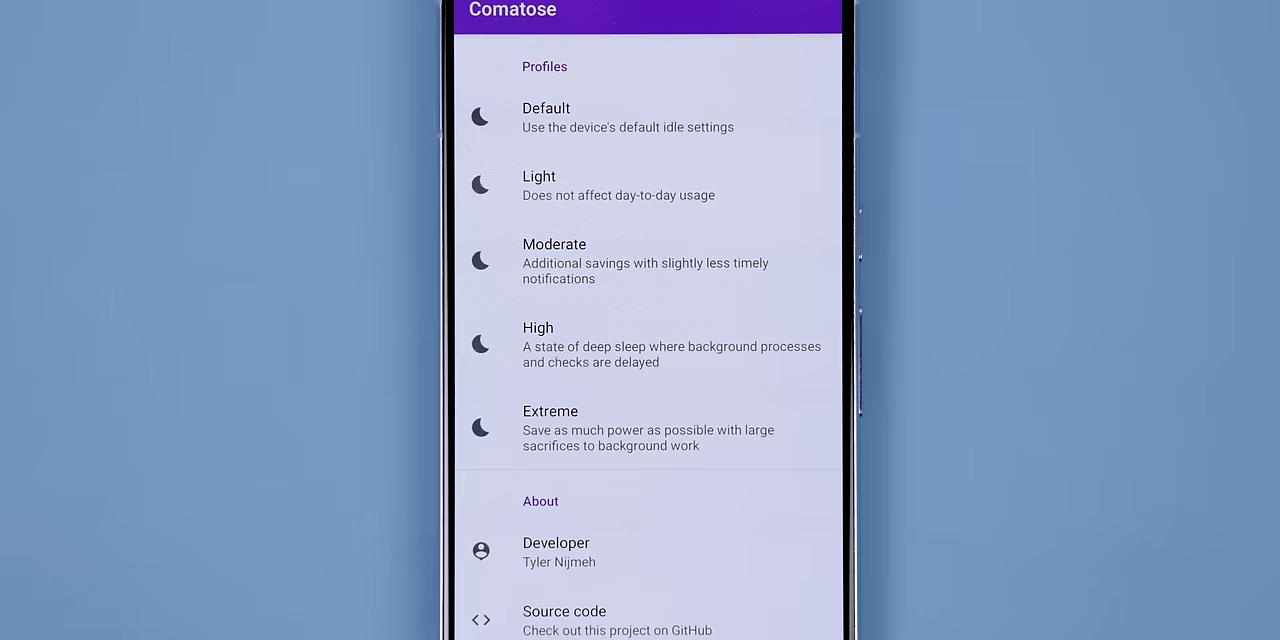 Comatose
Profiles
Default
Use the device's default idle settings
Light
Does not affect day-to-day usage
Moderate
Additional savings with slightly less timely
notifications
High
A state of deep sleep where background processes
and checks are delayed
Extreme
Save as much power as possible with large
sacrifices to background work
About
Developer
Tyler Nijmeh
Source code
Check out this project on GitHub